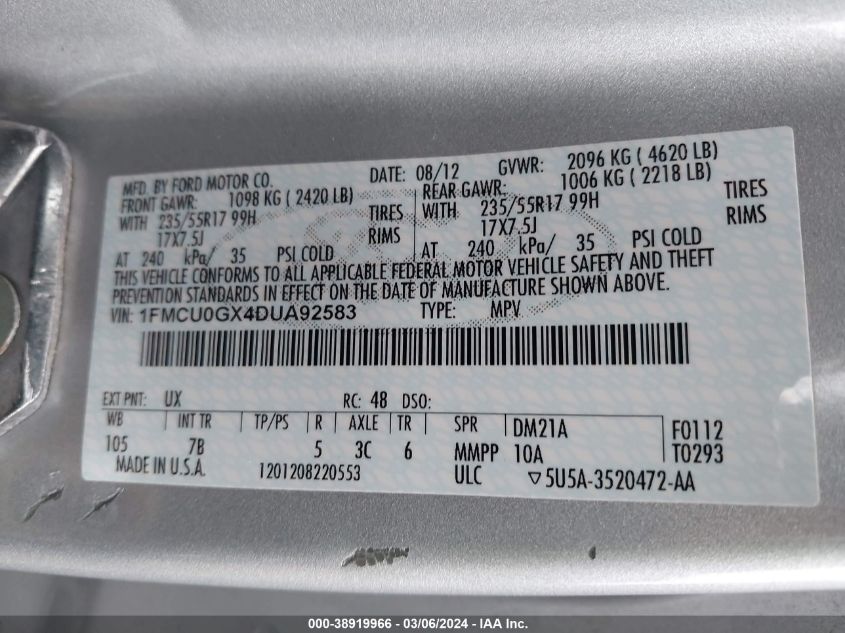 MFD. BY FORD MOTOR CO. DATE: 08/12 GVWR: 2096 KG ( 4620 LB)
FRONT GAWR: 1098 KG ( 2420 LB) REAR GAWR: 1006 KG ( 2218 LB)
WITH 235/55R17 99H TIRES WITH 235/55R17 99H TIRES
17X7.5J RIMS 17X7.5J RIMS
AT 240 kPa/ 35 PSI COLD AT 240 kPa/ 35 PSI COLD
THIS VEHICLE CONFORMS TO ALL APPLICABLE FEDERAL MOTOR VEHICLE SAFETY AND THEFT
PREVENTION STANDARDS IN EFFECT ON THE DATE OF MANUFACTURE SHOWN ABOVE.
VIN: 1FMCU0GX4DUA92583 TYPE: MPV
EXT PNT: UX RC: 48 DSO:
WB INT TR TP/PS R AXLE TR SPR DM21A F0112
105 7B 5 3C 6 MMPP 10A T0293
MADE IN U.S.A. 1201208220553 ULC ▽5U5A-3520472-AA
000-38919966 - 03/06/2024 - IAA Inc.